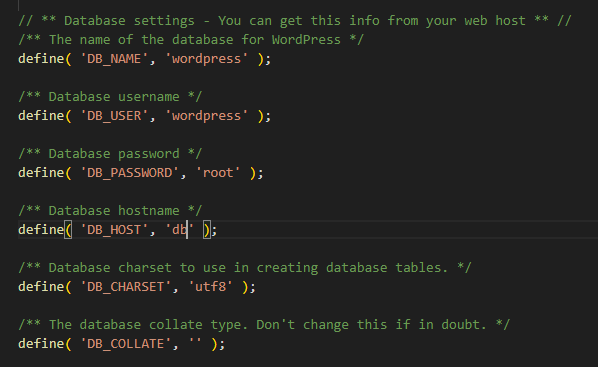 // ** Database settings - You can get this info from your web host ** //
/** The name of the database for WordPress */
define( 'DB_NAME', 'wordpress' );
/** Database username */
define( 'DB_USER', 'wordpress' );
/** Database password */
define( 'DB_PASSWORD', 'root' );
/** Database hostname */
define( 'DB_HOST', 'db' );
/** Database charset to use in creating database tables. */
define( 'DB_CHARSET', 'utf8' );
/** The database collate type. Don't change this if in doubt. */
define( 'DB_COLLATE', '' );